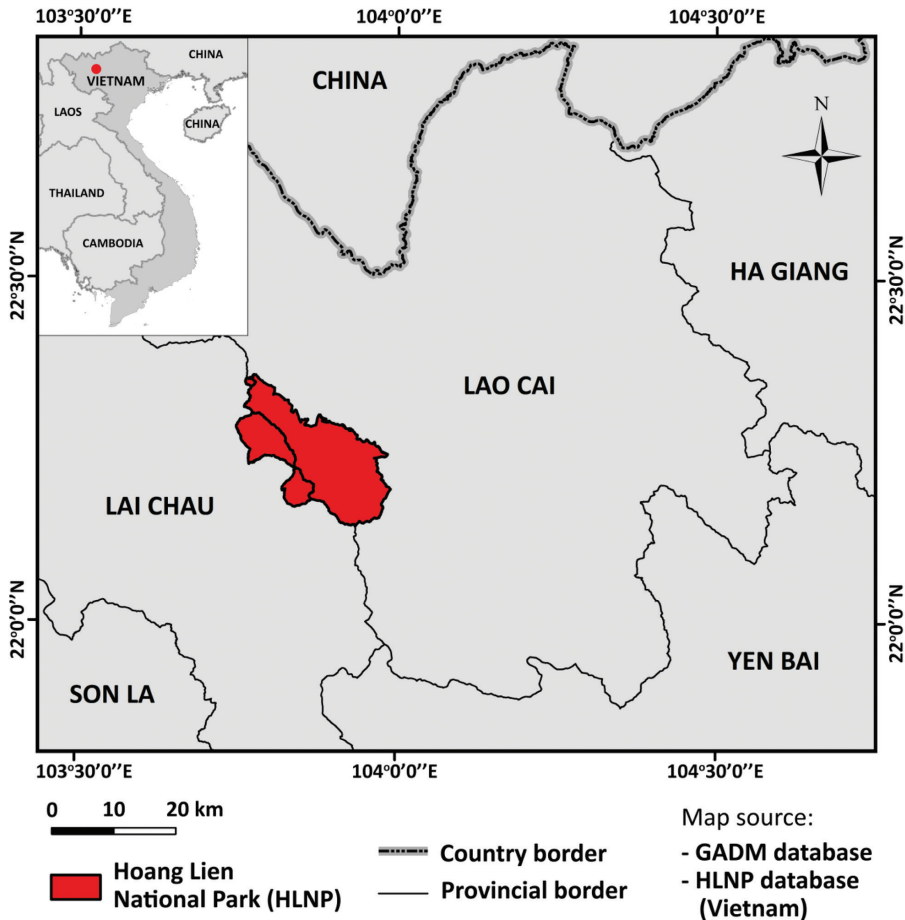 103°30'0''E 104°0'0''E 104°30'0''E
CHINA
VIETNAM
LAOS
CHINA
THAILAND
CAMBODIA
CHINA
N
22°30'0''N
HA GIANG
22°30'0''N
LAO CAI
LAI CHAU
22°0'0''N
22°0'0''N
YEN BAI
SON LA
103°30'0''E 104°0'0''E 104°30'0''E
0 10 20 km
Hoang Lien
National Park (HLNP)
Country border
Provincial border
Map source:
- GADM database
- HLNP database
(Vietnam)